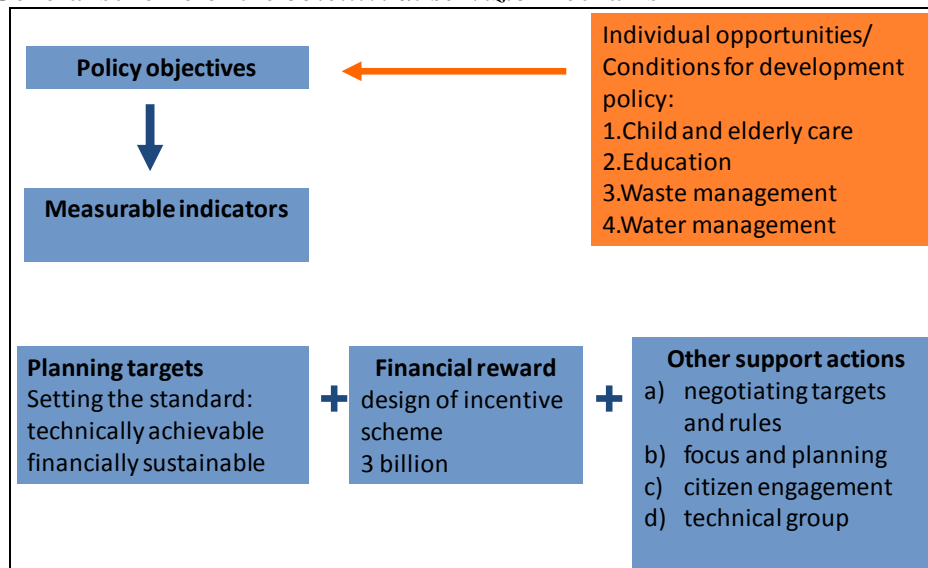 Policy objectives
Individual opportunities/
Conditions for development
policy:
1.Child and elderly care
2.Education
3.Waste management
4.Water management
Measurable indicators
Planning targets
Setting the standard:
technically achievable
financially sustainable
+
Financial reward
design of incentive
scheme
3 billion
+
Other support actions
a) negotiating targets
and rules
b) focus and planning
c) citizen engagement
d) technical group